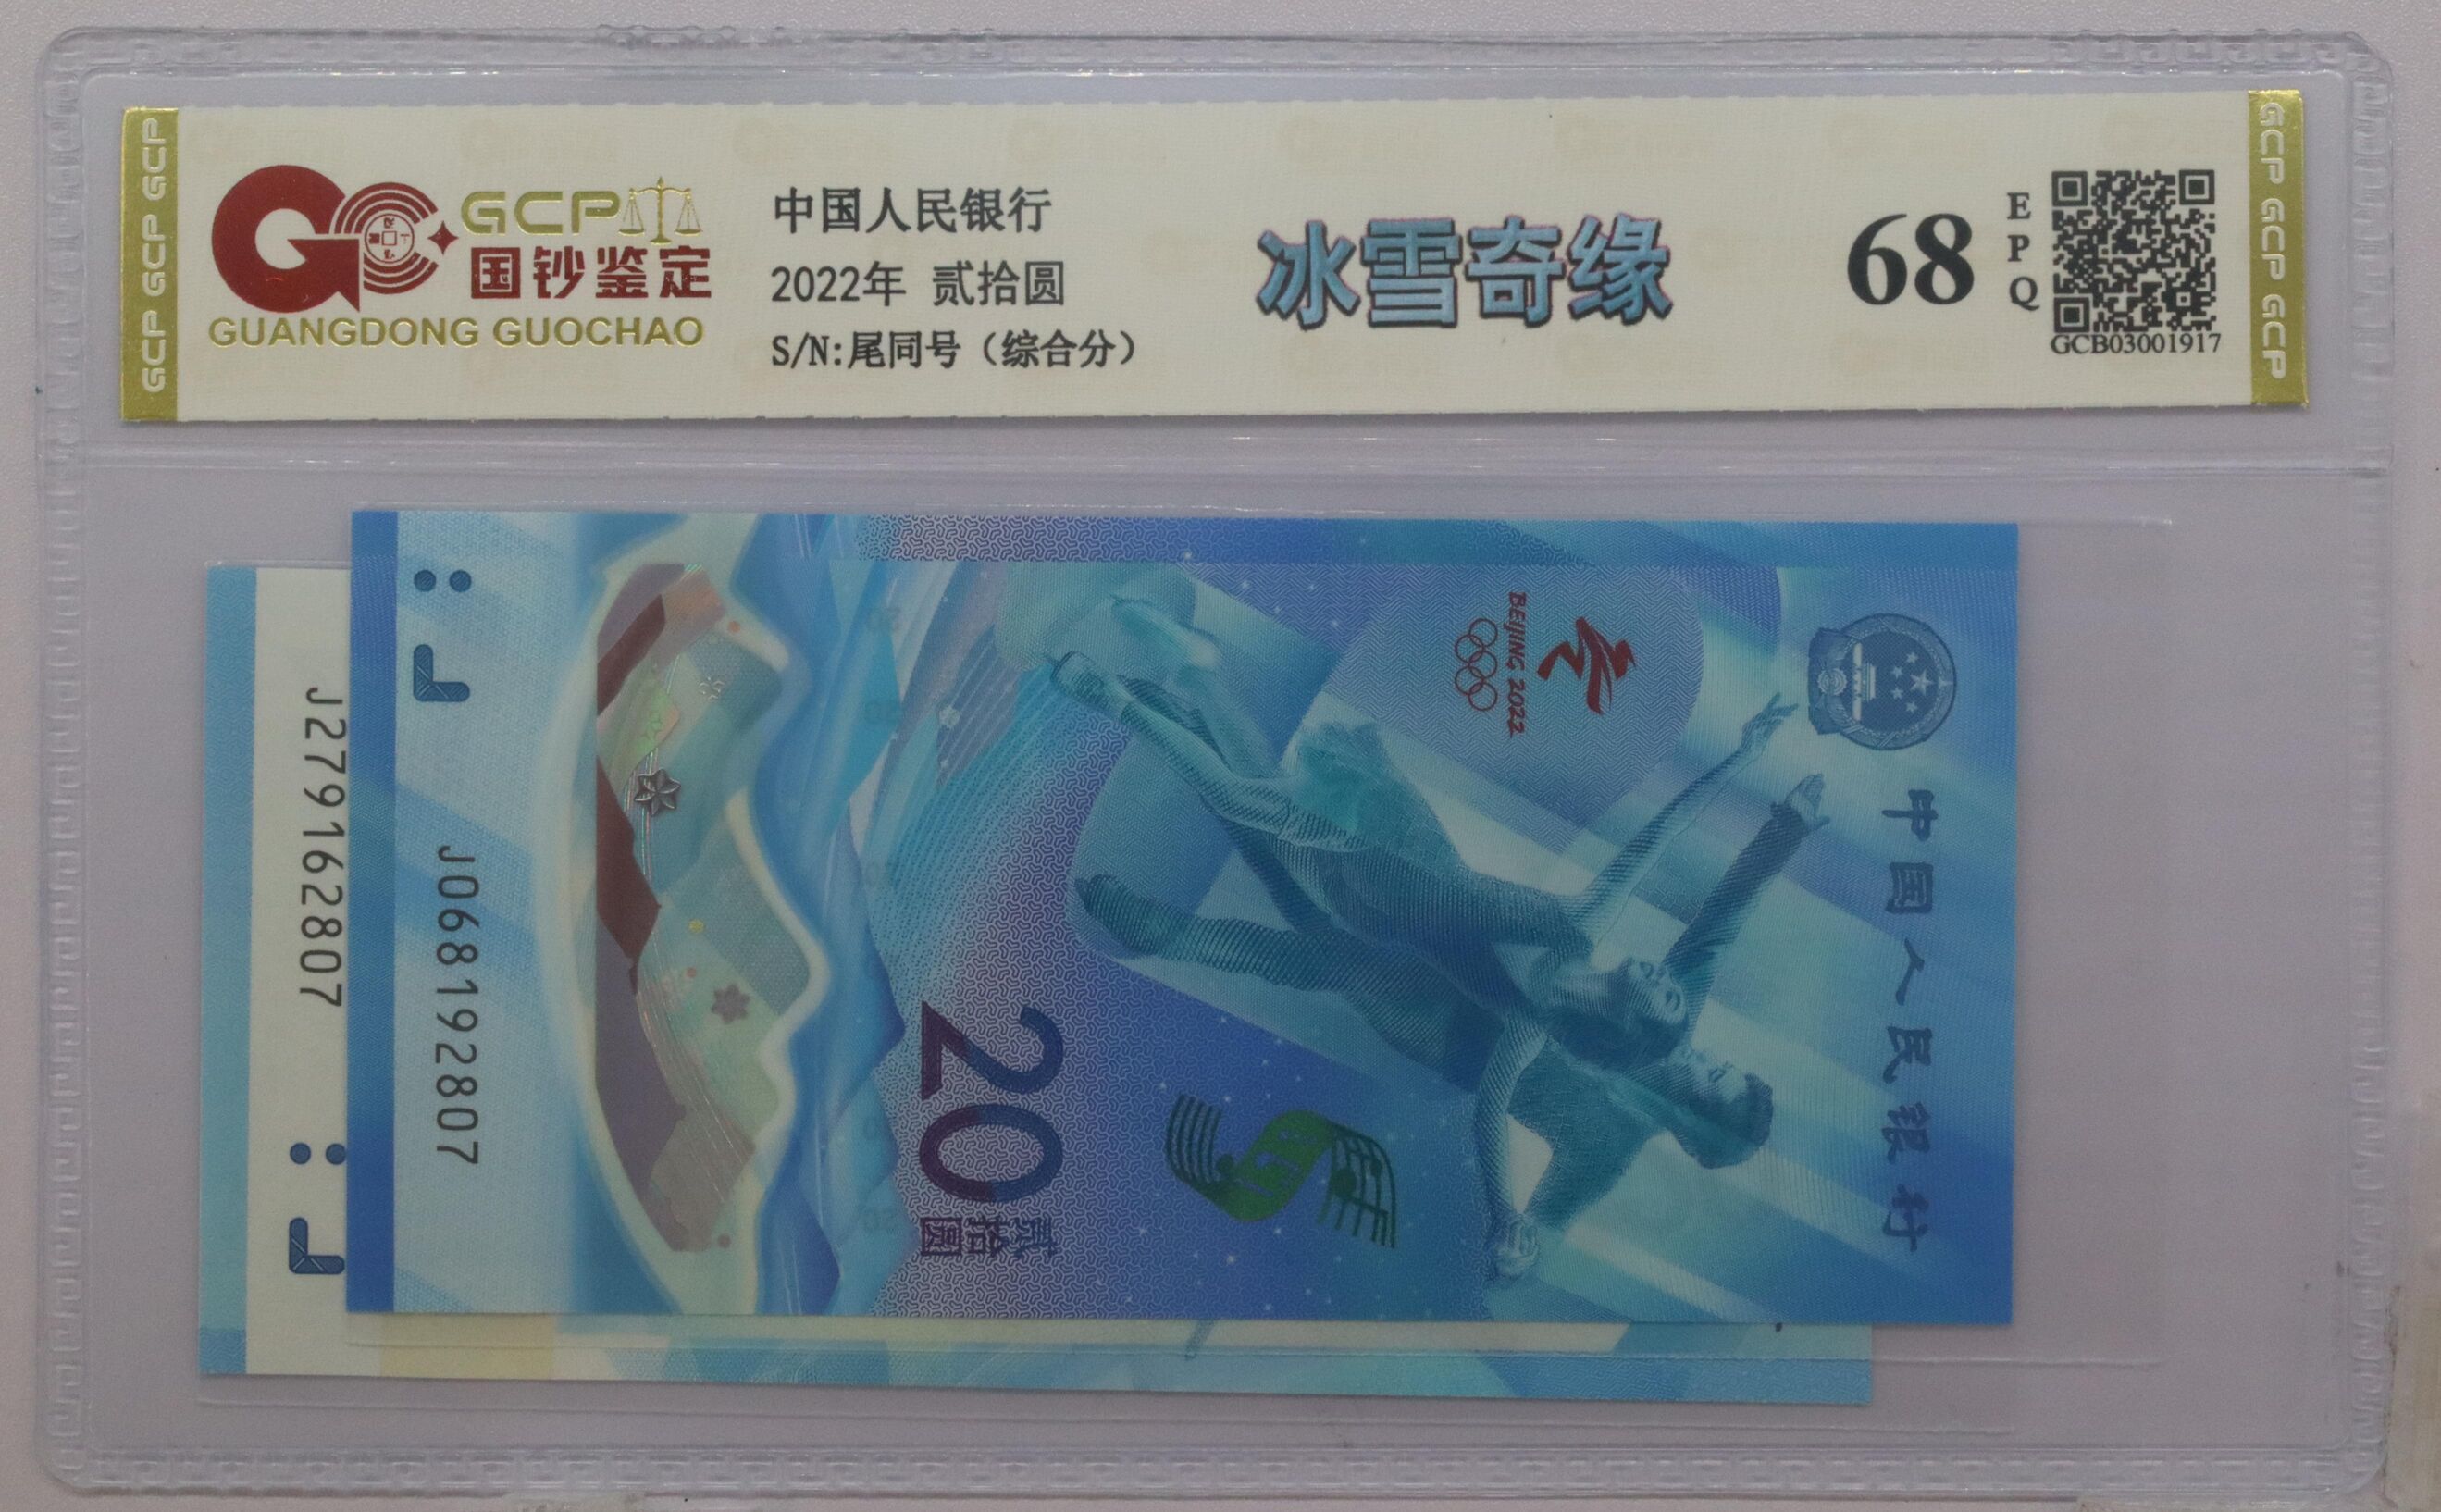 GCP GCP GCP
GCP
国钞鉴定
GUANGDONG GUOCHAO
中国人民银行
2022年 贰拾圆
S/N:尾同号（综合分）
冰雪奇缘
68
EPQ
GCB03001917
GCP GCP GCP
J279162807
J068192807
20
贰拾圆
BEIJING 2022
中国人民银行